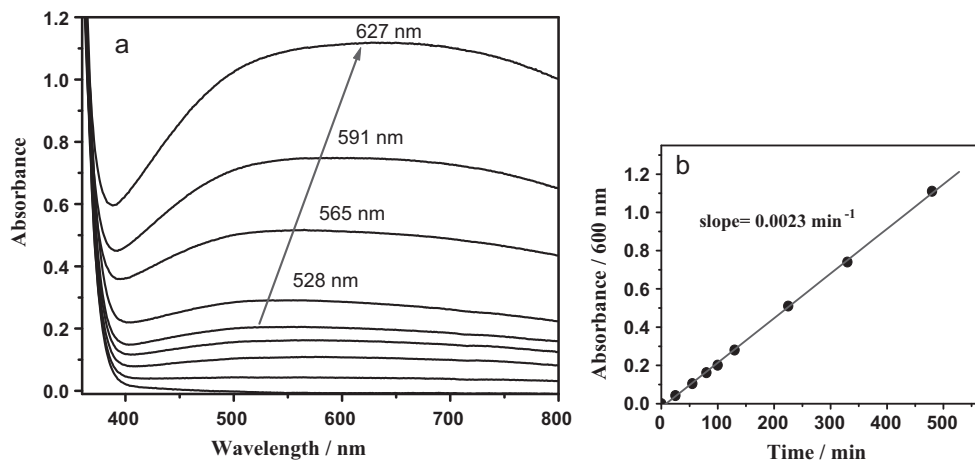 a
627 nm
591 nm
565 nm
528 nm
Absorbance
1.2
1.0
0.8
0.6
0.4
0.2
0.0
400 500 600 700 800
Wavelength / nm
b
slope= 0.0023 min⁻¹
Absorbance / 600 nm
1.2
1.0
0.8
0.6
0.4
0.2
0.0
0 100 200 300 400 500
Time / min